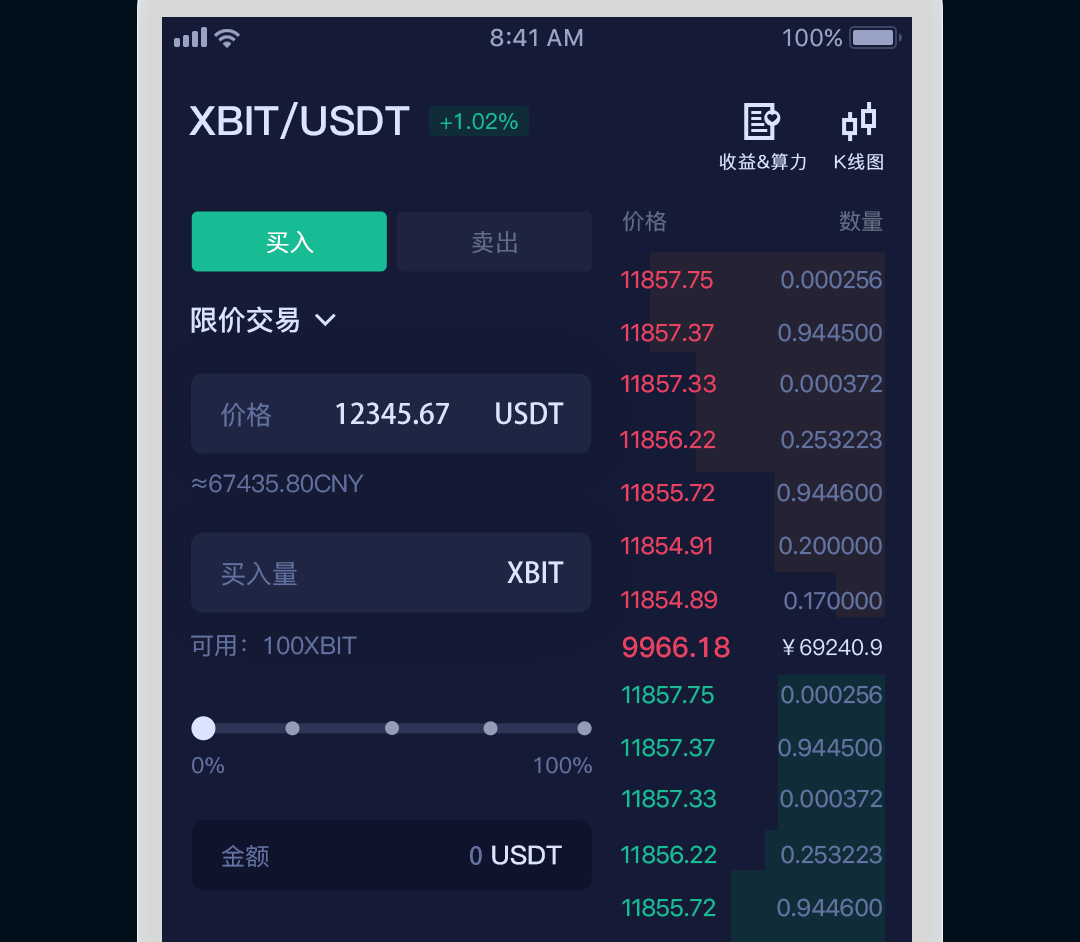 8:41 AM 100%
XBIT/USDT +1.02%
收益&算力 K线图
买入 卖出
限价交易
价格 12345.67 USDT
≈67435.80CNY
买入量 XBIT
可用：100XBIT
0% 100%
金额 0 USDT
价格 数量
11857.75 0.000256
11857.37 0.944500
11857.33 0.000372
11856.22 0.253223
11855.72 0.944600
11854.91 0.200000
11854.89 0.170000
9966.18 ¥69240.9
11857.75 0.000256
11857.37 0.944500
11857.33 0.000372
11856.22 0.253223
11855.72 0.944600